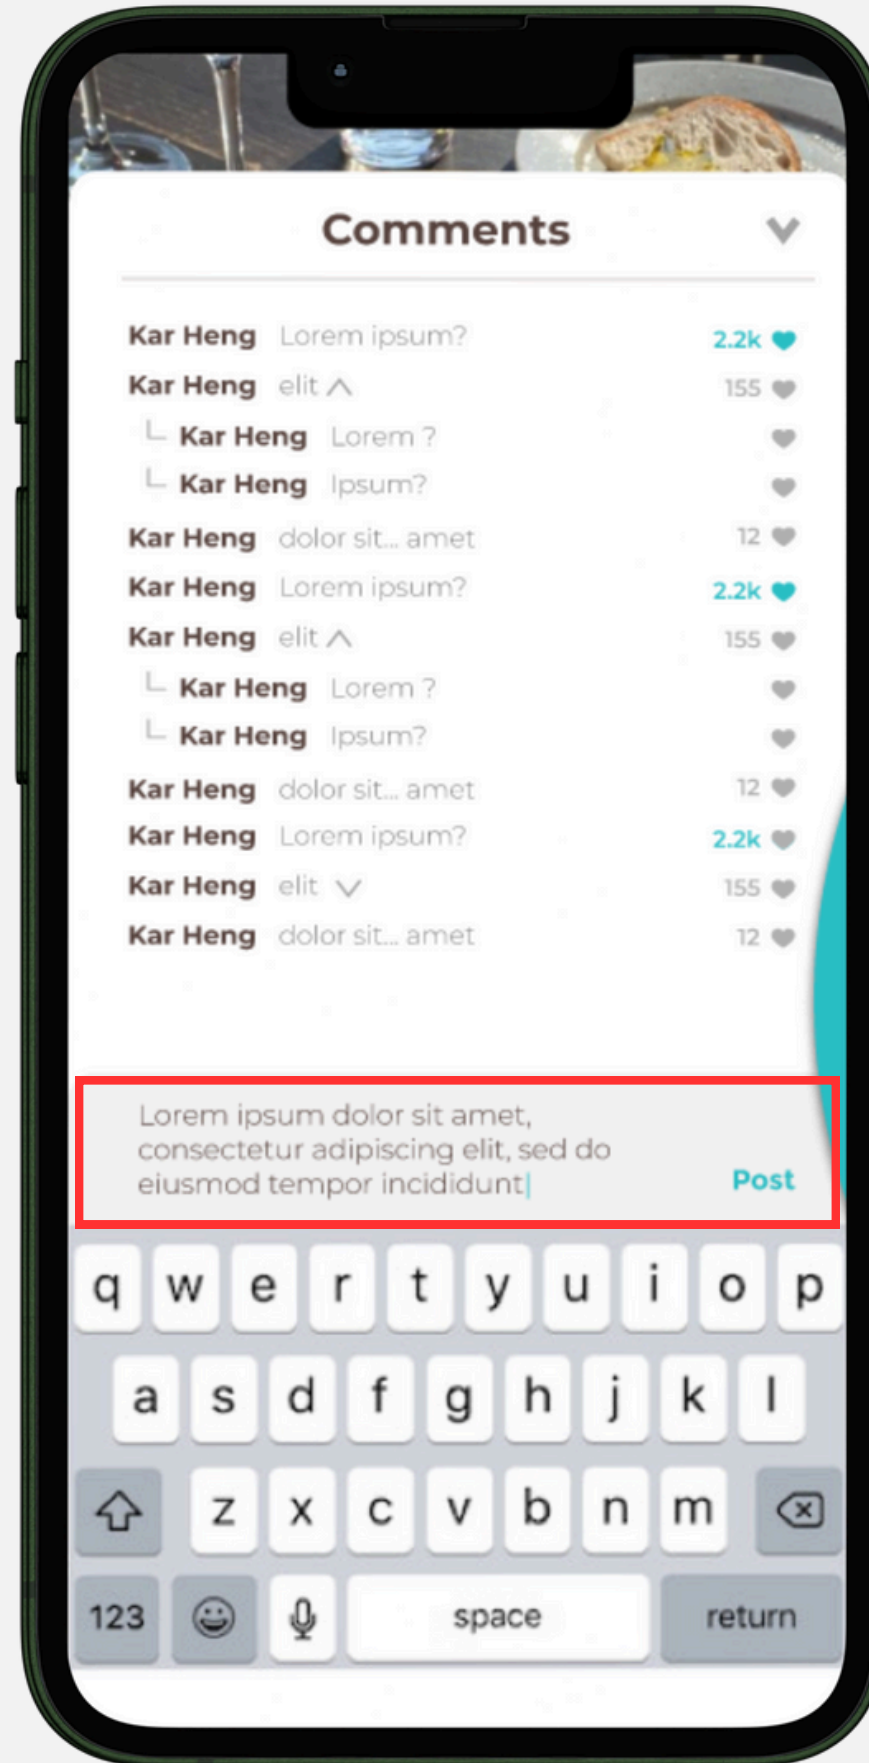 Comments
Kar Heng Lorem ipsum? 2.2k
Kar Heng elit 155
Kar Heng Lorem ?
Kar Heng Ipsum?
Kar Heng dolor sit... amet 12
Kar Heng Lorem ipsum? 2.2k
Kar Heng elit 155
Kar Heng Lorem ?
Kar Heng Ipsum?
Kar Heng dolor sit... amet 12
Kar Heng Lorem ipsum? 2.2k
Kar Heng elit 155
Kar Heng dolor sit... amet 12
Lorem ipsum dolor sit amet,
consectetur adipiscing elit, sed do
eiusmod tempor incididunt
Post
q w e r t y u i o p
a s d f g h j k l
z x c v b n m
123 space return